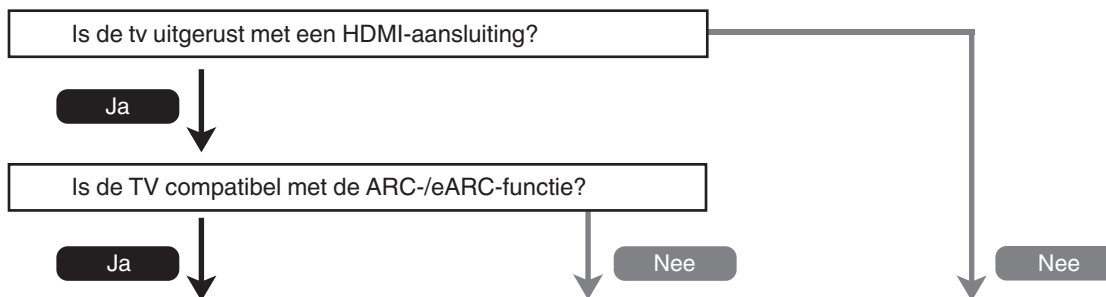 Is de tv uitgerust met een HDMI-aansluiting?
Ja
Is de TV compatibel met de ARC-/eARC-functie?
Ja
Nee
Nee